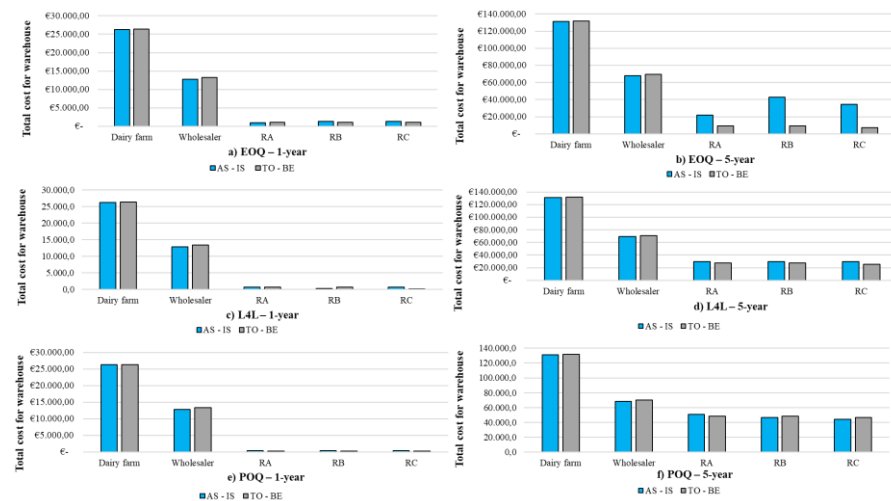 Total cost for warehouse
€30.000,00
€25.000,00
€20.000,00
€15.000,00
€10.000,00
€5.000,00
€-
Dairy farm Wholesaler RA RB RC
a) EOQ – 1-year
AS - IS TO - BE
Total cost for warehouse
€140.000,00
€120.000,00
€100.000,00
€80.000,00
€60.000,00
€40.000,00
€20.000,00
€-
Dairy farm Wholesaler RA RB RC
b) EOQ – 5-year
AS - IS TO - BE
Total cost for warehouse
30.000,0
25.000,0
20.000,0
15.000,0
10.000,0
5.000,0
0,0
Dairy farm Wholesaler RA RB RC
c) L4L – 1-year
AS - IS TO - BE
Total cost for warehouse
€140.000,00
€120.000,00
€100.000,00
€80.000,00
€60.000,00
€40.000,00
€20.000,00
€-
Dairy farm Wholesaler RA RB RC
d) L4L – 5-year
AS - IS TO - BE
Total cost for warehouse
€30.000,00
€25.000,00
€20.000,00
€15.000,00
€10.000,00
€5.000,00
€-
Dairy farm Wholesaler RA RB RC
e) POQ – 1-year
AS - IS TO - BE
Total cost for warehouse
140.000,0
120.000,0
100.000,0
80.000,0
60.000,0
40.000,0
20.000,0
0,0
Dairy farm Wholesaler RA RB RC
f) POQ – 5-year
AS - IS TO - BE